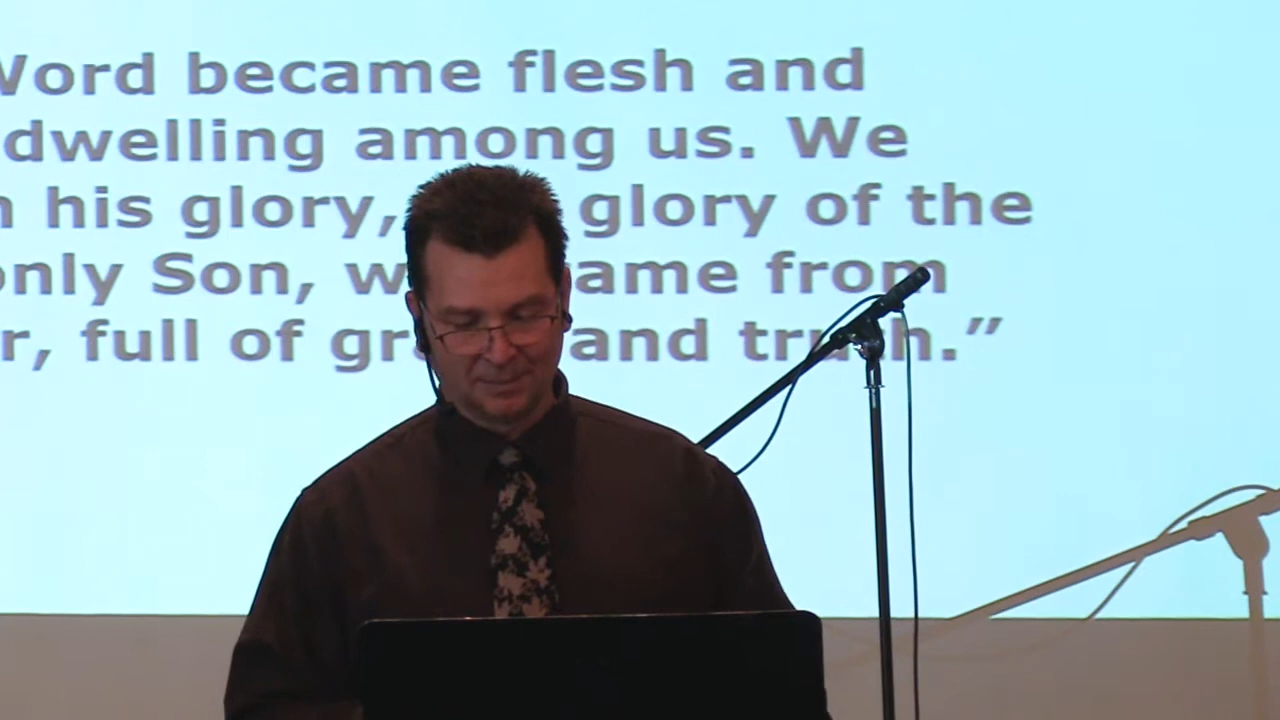 Word became flesh and
dwelling among us. We
his glory, glory of the
only Son, from
full of and truth.”